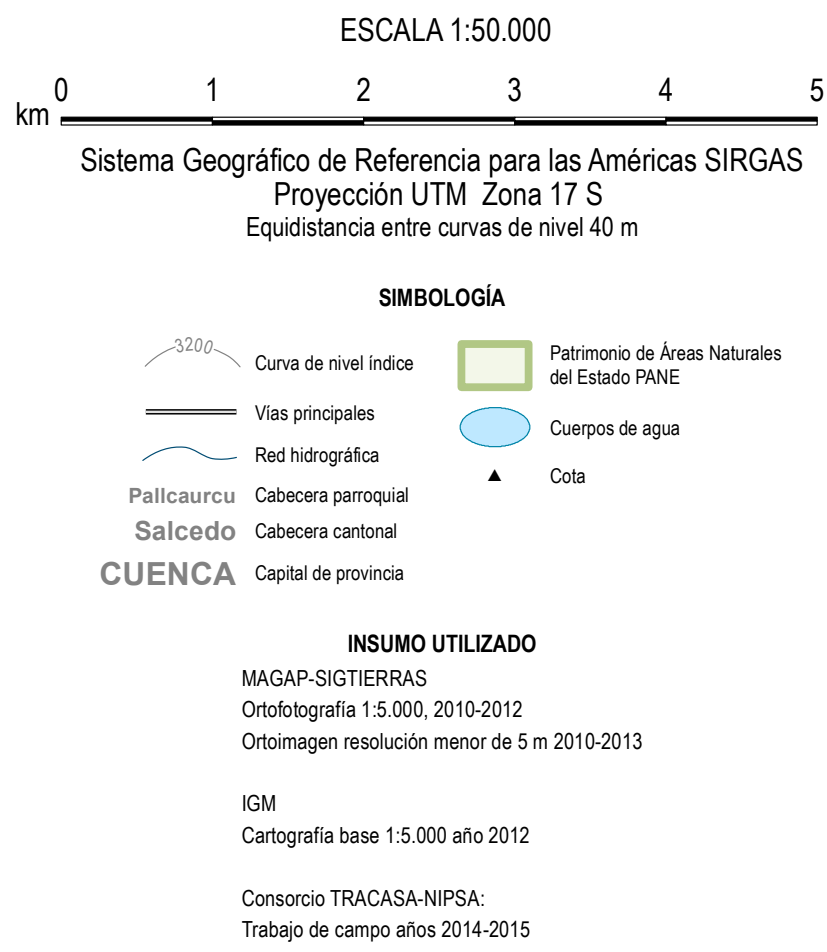 ESCALA 1:50.000
0 1 2 3 4 5
km
Sistema Geográfico de Referencia para las Américas SIRGAS
Proyección UTM Zona 17 S
Equidistancia entre curvas de nivel 40 m
SIMBOLOGÍA
3200
Curva de nivel índice
Vías principales
Red hidrográfica
Pallcaurcu Cabecera parroquial
Salcedo Cabecera cantonal
CUENCA Capital de provincia
Patrimonio de Áreas Naturales
del Estado PANE
Cuerpos de agua
Cota
INSUMO UTILIZADO
MAGAP-SIGTIERRAS
Ortofotografía 1:5.000, 2010-2012
Ortoimagen resolución menor de 5 m 2010-2013
IGM
Cartografía base 1:5.000 año 2012
Consorcio TRACASA-NIPSA:
Trabajo de campo años 2014-2015